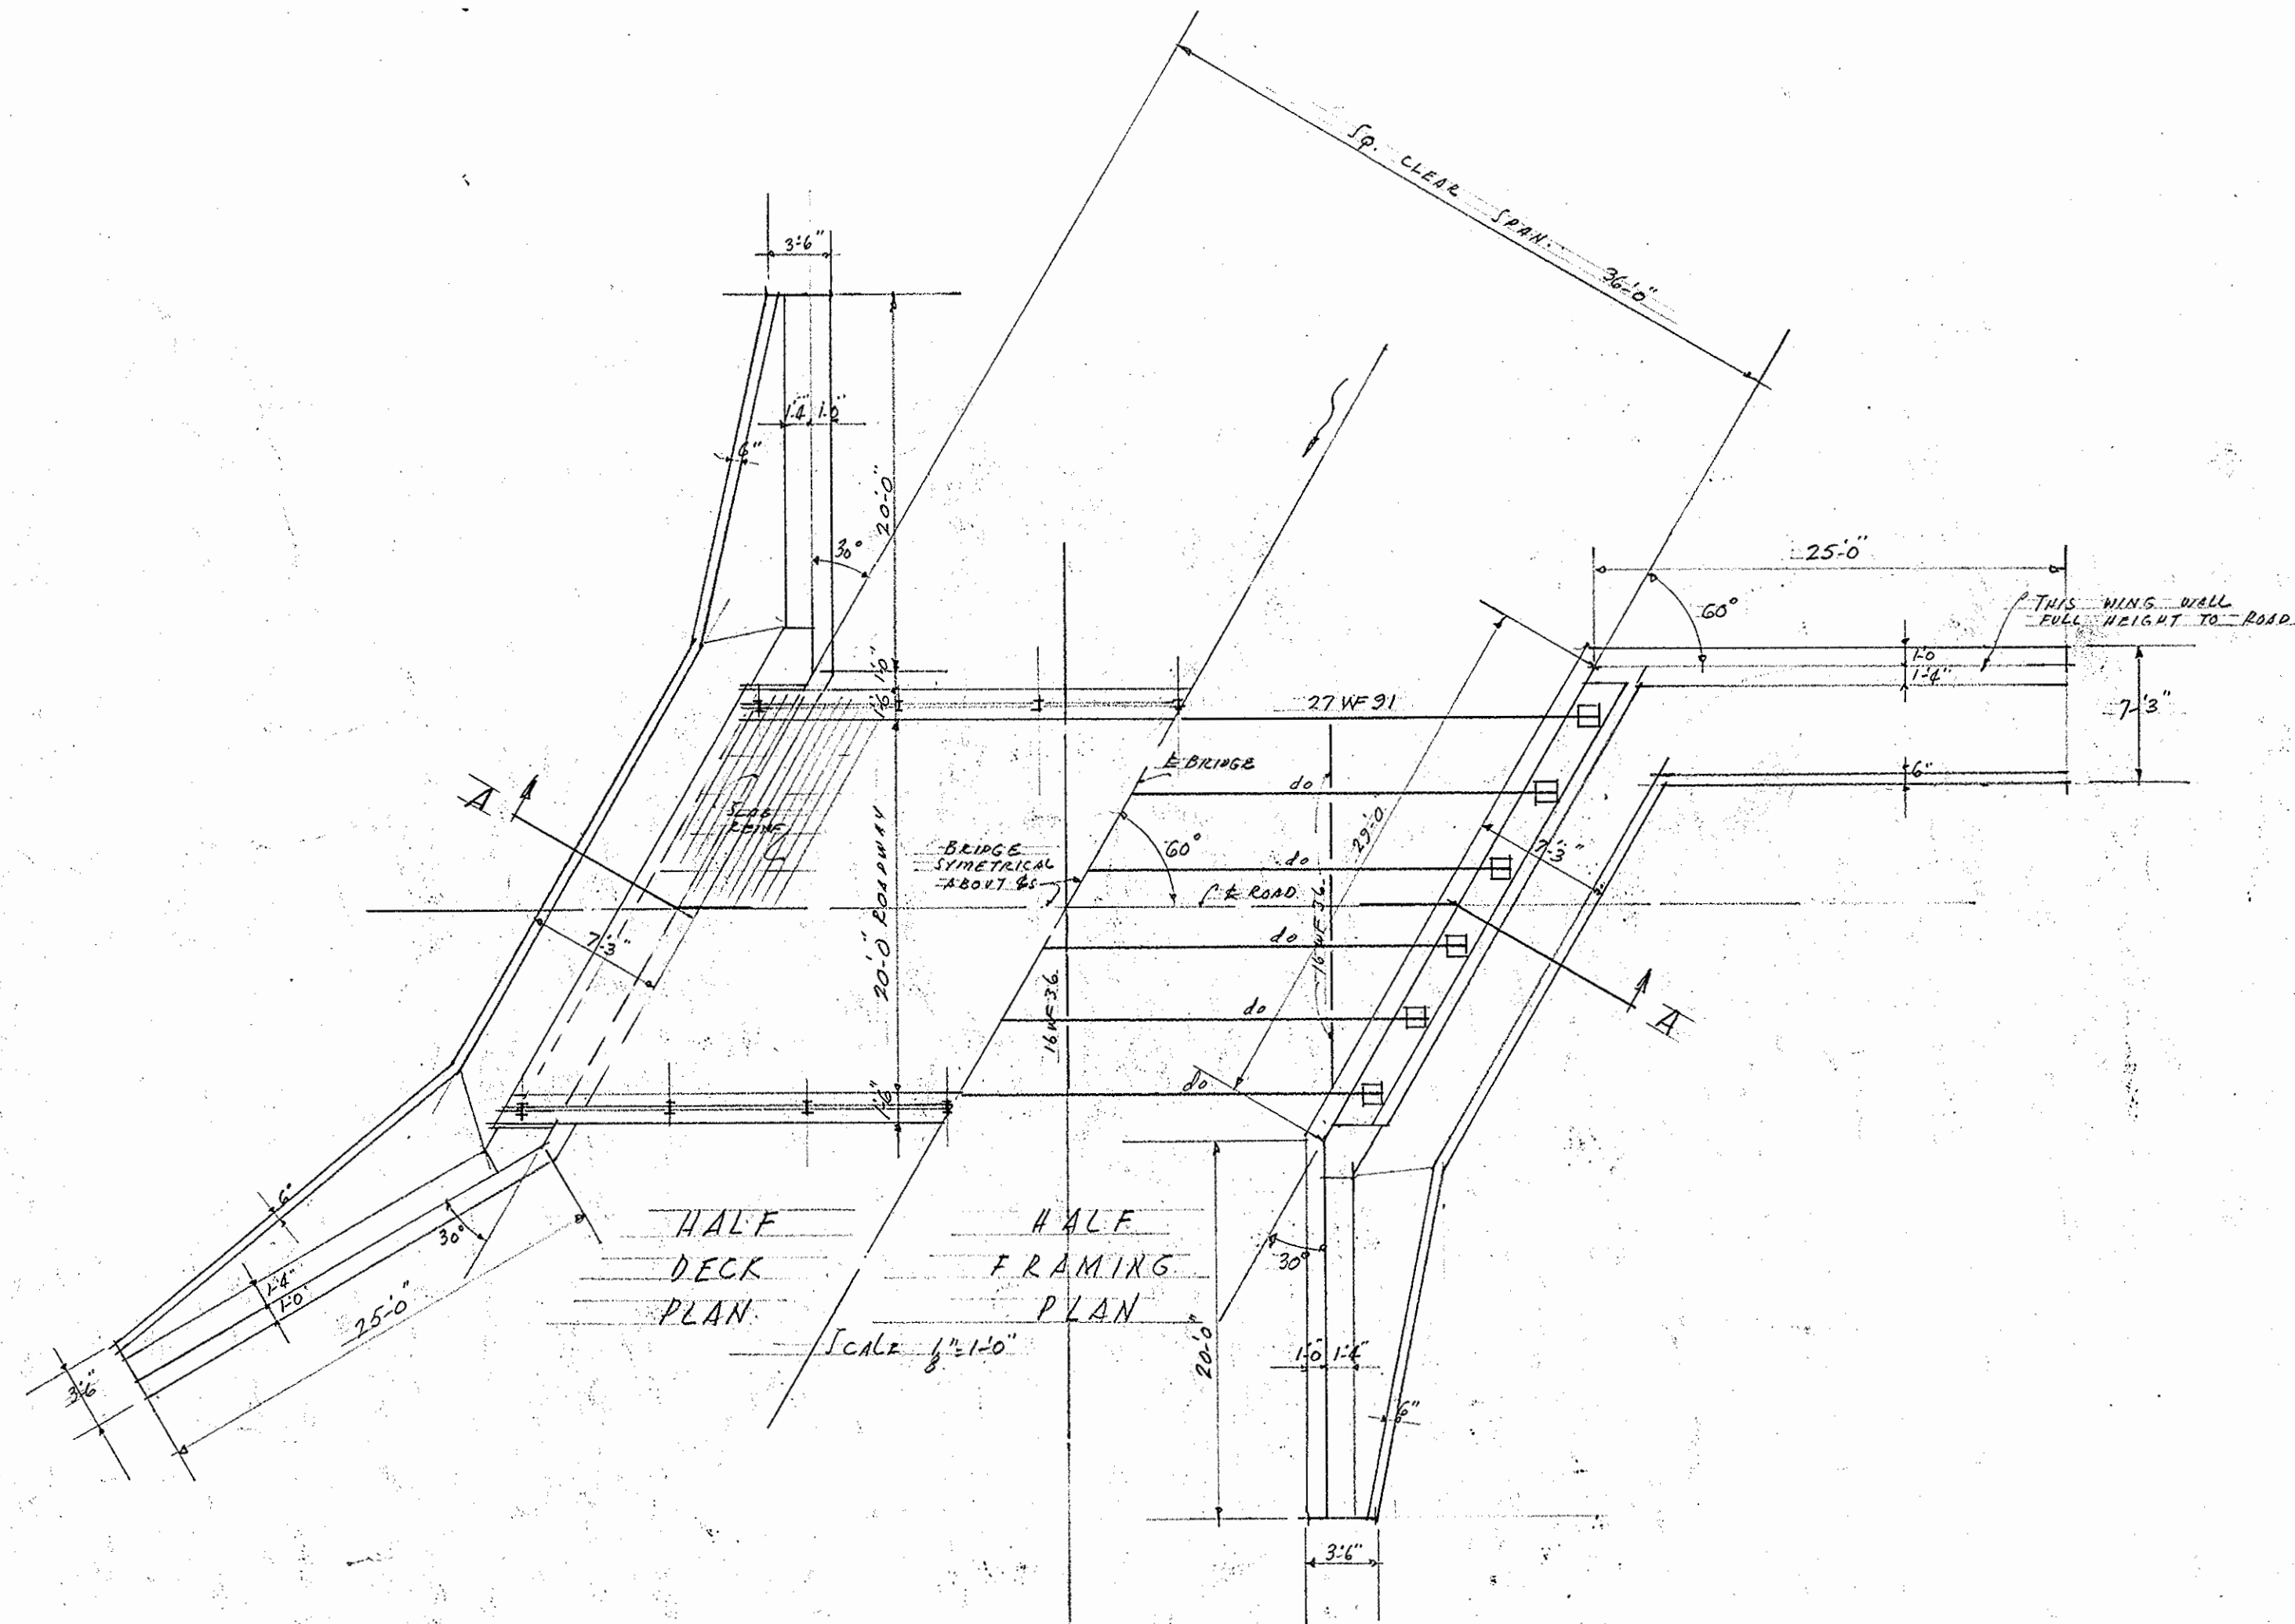 SQ. CLEAR SPAN. 36'-0"
3'-6"
1'-4" 1'-0"
6"
20'-0"
30°
25'-0"
60°
THIS WING WALL
FULL HEIGHT TO ROAD
1'-0
1'-4"
7'-3"
6"
1'-0"
1'-6"
27 WF 91
℄ BRIDGE
do
29'-0"
A
SLAB
REINF.
20'-0" ROADWAY
BRIDGE
SYMETRICAL
ABOUT ℄S
60°
do
7'-3"
℄ ROAD
16 WF 36
do
7'-3"
16 WF 36
do
A
1'-6"
do
6"
30°
1'-4"
1'-0"
25'-0"
3'-6"
HALF
DECK
PLAN.
HALF
FRAMING
PLAN
SCALE 1/8"=1'-0"
30°
20'-0"
1'-0" 1'-4"
6"
3'-6"